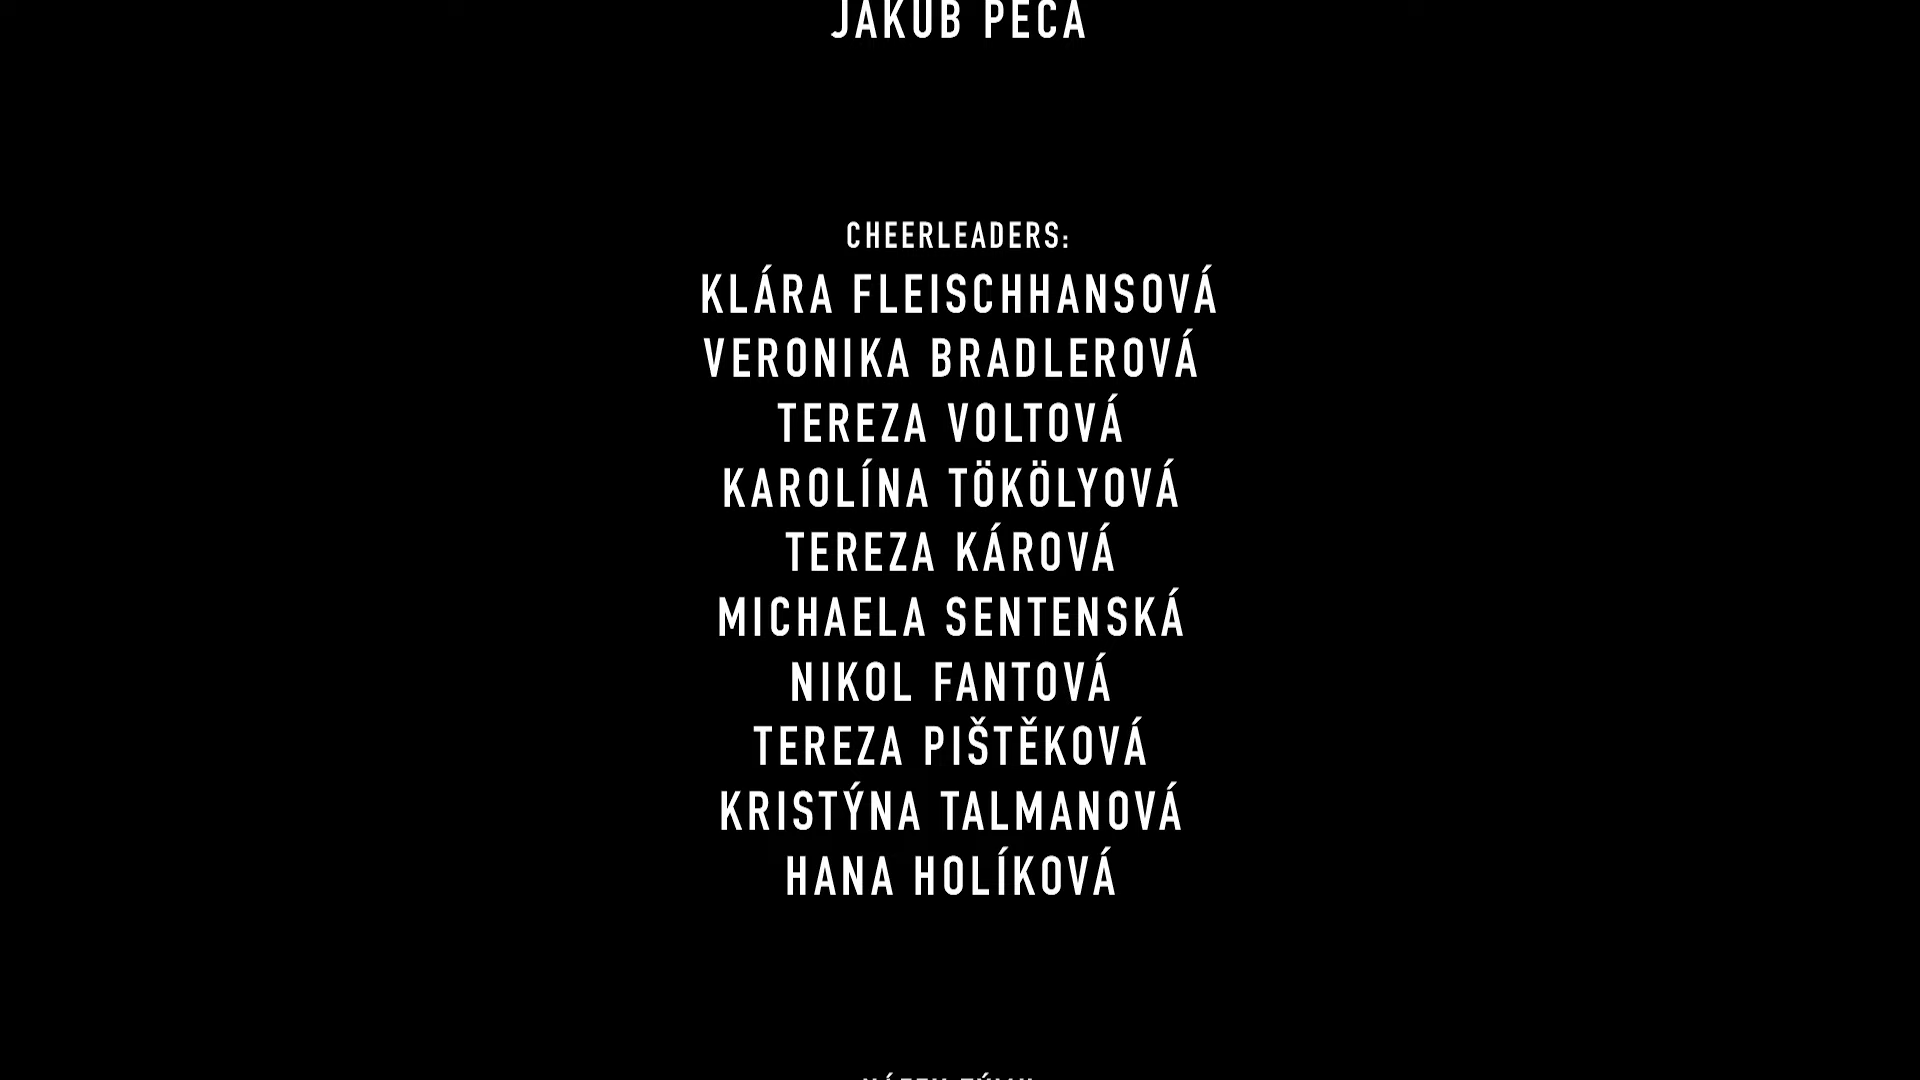 JAKUB PECA
CHEERLEADERS:
KLÁRA FLEISCHHANSOVÁ
VERONIKA BRADLEROVÁ
TEREZA VOLTOVÁ
KAROLÍNA TÖKÖLYOVÁ
TEREZA KÁROVÁ
MICHAELA SENTENSKÁ
NIKOL FANTOVÁ
TEREZA PIŠTĚKOVÁ
KRISTÝNA TALMANOVÁ
HANA HOLÍKOVÁ